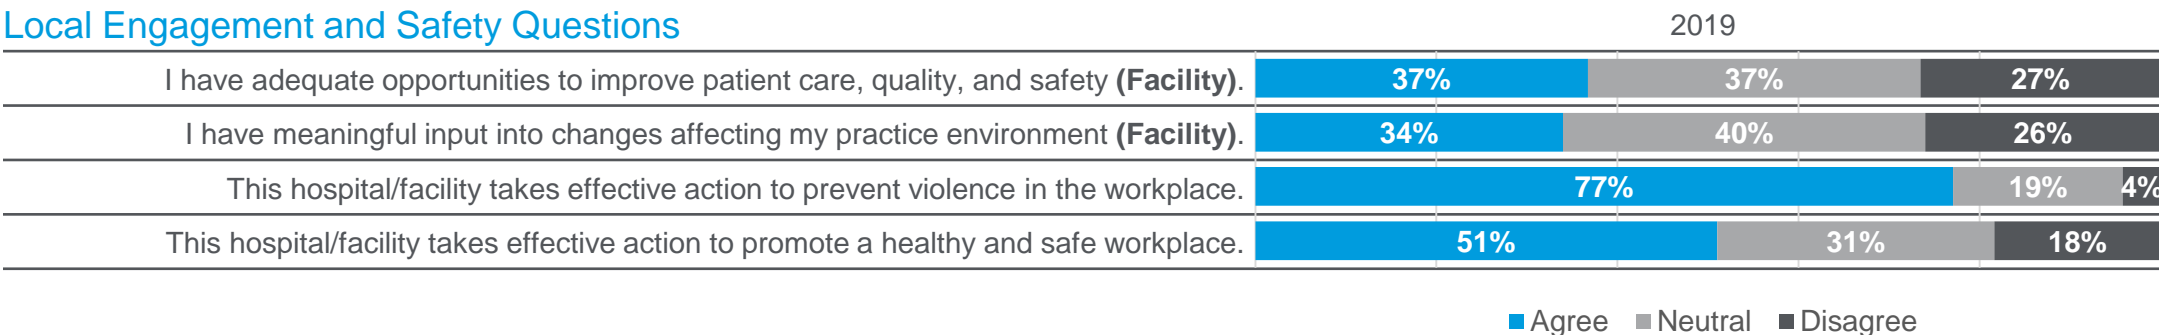 Local Engagement and Safety Questions 2019
I have adequate opportunities to improve patient care, quality, and safety (Facility). 37% 37% 27%
I have meaningful input into changes affecting my practice environment (Facility). 34% 40% 26%
This hospital/facility takes effective action to prevent violence in the workplace. 77% 19% 4%
This hospital/facility takes effective action to promote a healthy and safe workplace. 51% 31% 18%
Agree Neutral Disagree